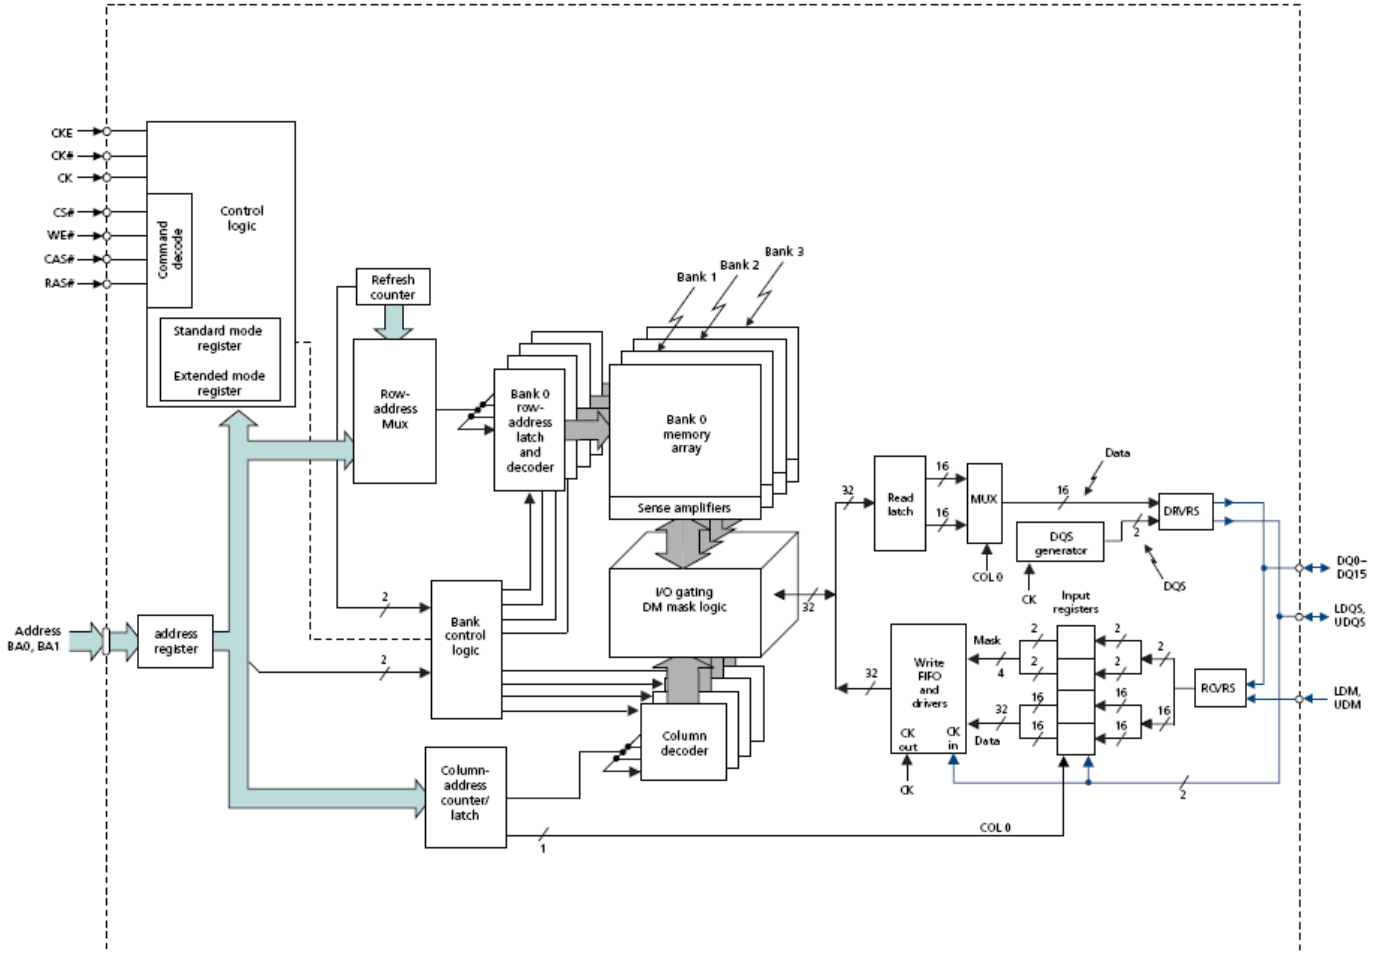 CKE
CK#
CK
CS#
WE#
CAS#
RAS#
Command
decode
Control
logic
Standard mode
register
Extended mode
register
Refresh
counter
Row-
address
Mux
Bank 0
row-
address
latch
and
decoder
Bank 1
Bank 2
Bank 3
Bank 0
memory
array
Sense amplifiers
I/O gating
DM mask logic
Address
BA0, BA1
address
register
2
2
Bank
control
logic
Column-
address
counter/
latch
1
COL 0
Column
decoder
32
32
32
Read
latch
16
16
MUX
COL 0
16
Data
DQS
generator
CK
2
DQS
DRVRS
DQ0–
DQ15
LDQS,
UDQS
LDM,
UDM
RCVRS
Input
registers
Write
FIFO
and
drivers
CK
out
CK
in
CK
Mask
4
32
Data
2
2
16
16
2
2
16
16
2
16
2